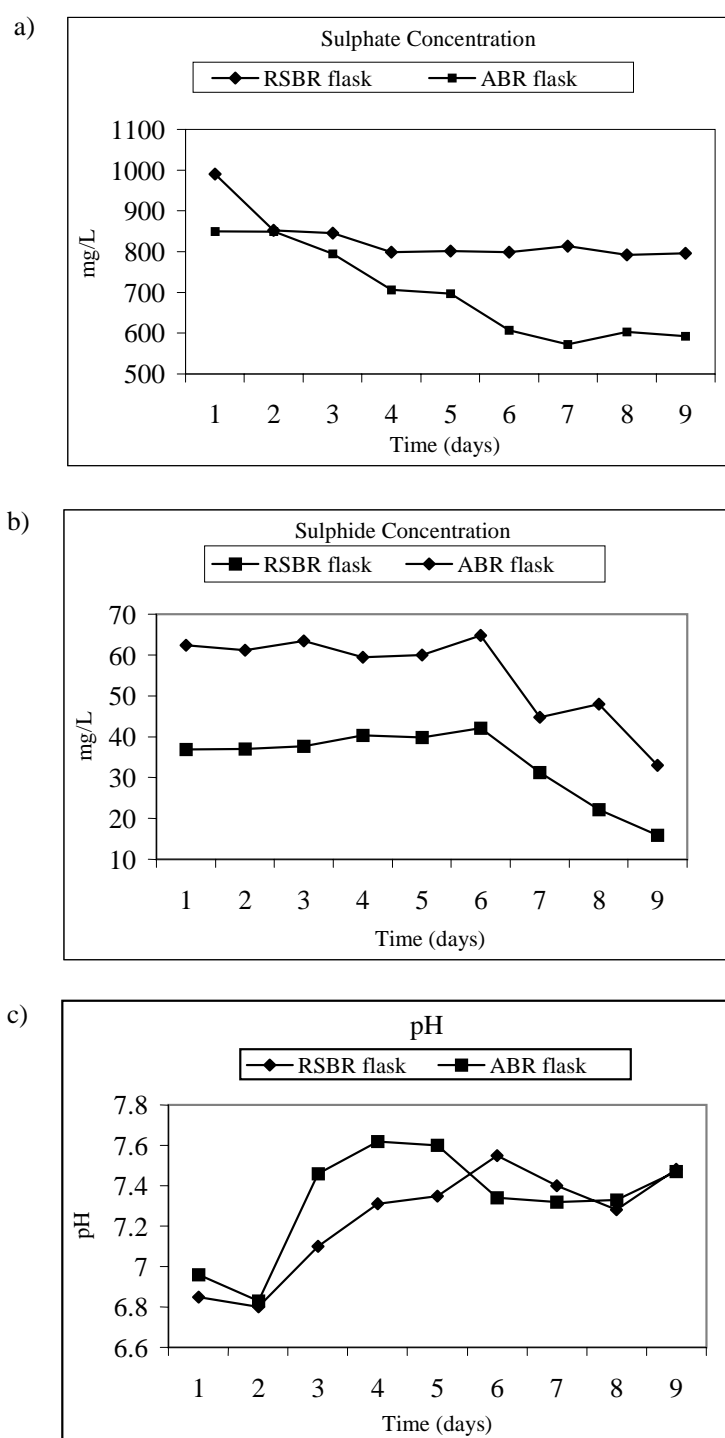 a)
Sulphate Concentration
RSBR flask ABR flask
1100
1000
900
800
700
600
500
mg/L
1 2 3 4 5 6 7 8 9
Time (days)
b)
Sulphide Concentration
RSBR flask ABR flask
70
60
50
40
30
20
10
mg/L
1 2 3 4 5 6 7 8 9
Time (days)
c)
pH
RSBR flask ABR flask
7.8
7.6
7.4
7.2
7
6.8
6.6
pH
1 2 3 4 5 6 7 8 9
Time (days)